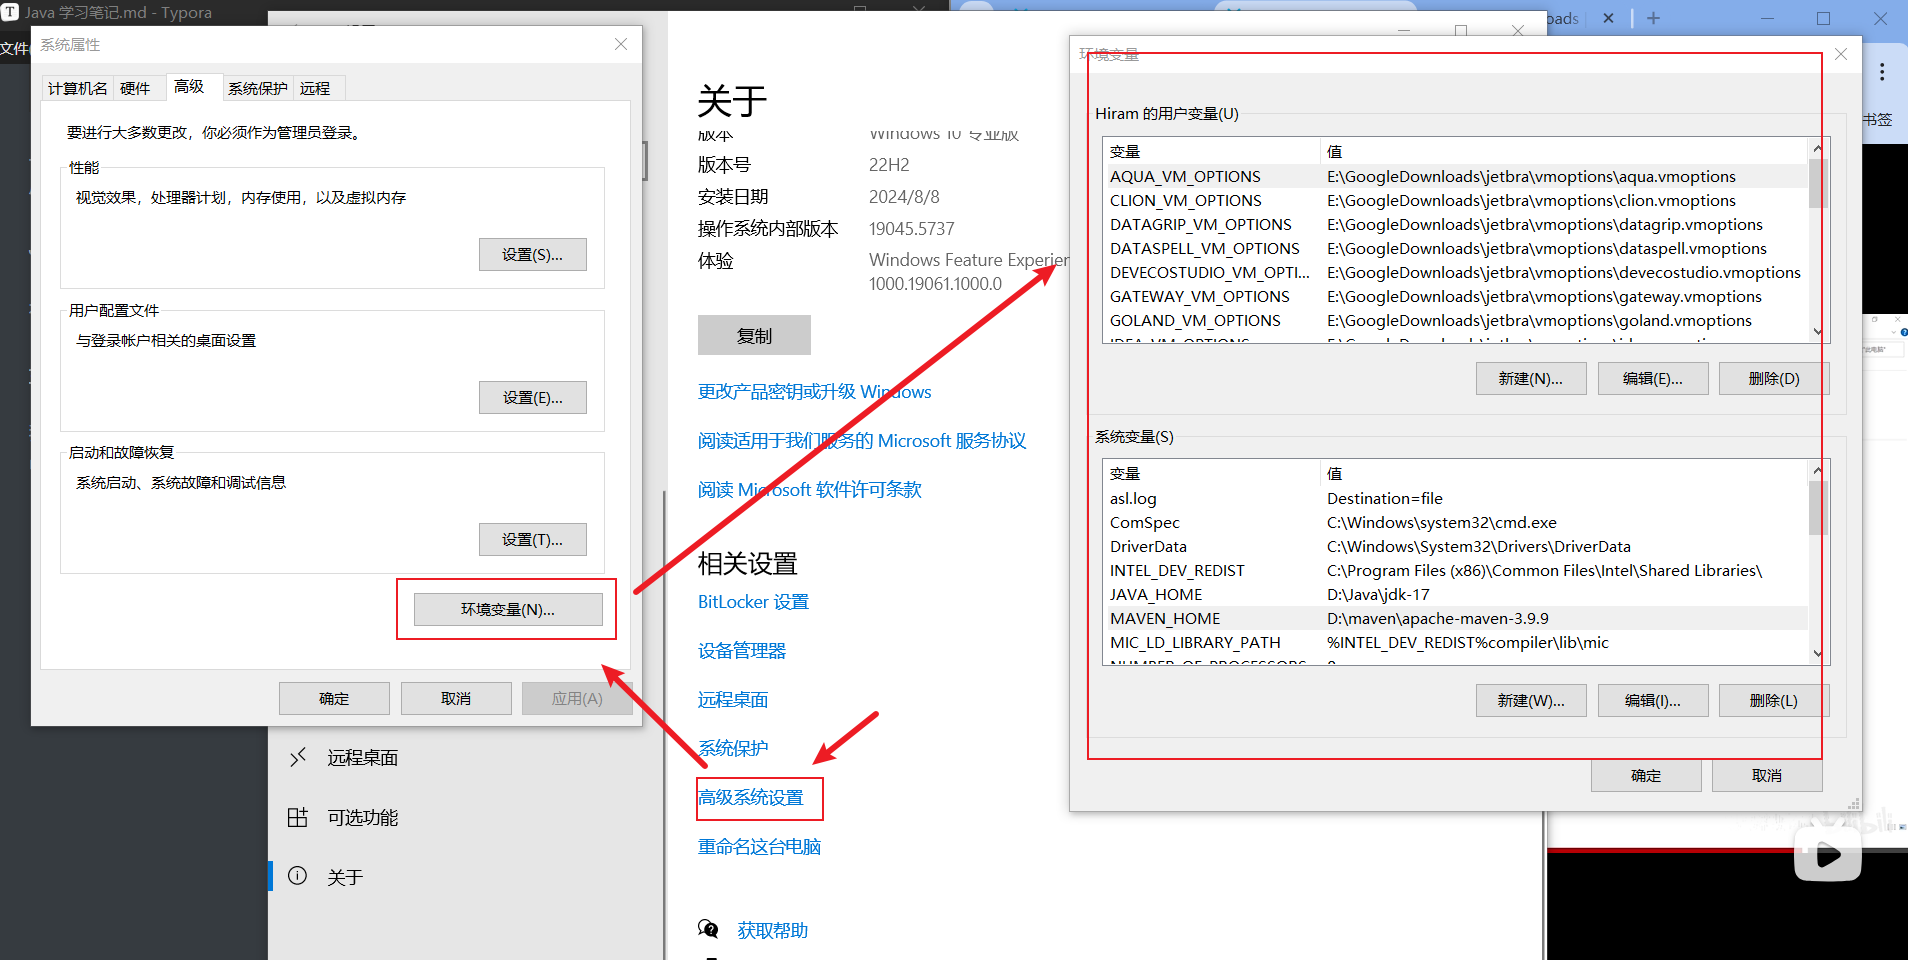 Java 学习笔记.md - Typora
文件(
系统属性
计算机名
硬件
高级
系统保护
远程
要进行大多数更改，你必须作为管理员登录。
性能
视觉效果，处理器计划，内存使用，以及虚拟内存
设置(S)...
用户配置文件
与登录帐户相关的桌面设置
设置(E)...
启动和故障恢复
系统启动、系统故障和调试信息
设置(T)...
环境变量(N)...
确定
取消
应用(A)
远程桌面
可选功能
关于
关于
版本 Windows 10 专业版
版本号 22H2
安装日期 2024/8/8
操作系统内部版本 19045.5737
体验 Windows Feature Experier
1000.19061.1000.0
复制
更改产品密钥或升级 Windows
阅读适用于我们服务的 Microsoft 服务协议
阅读 Microsoft 软件许可条款
相关设置
BitLocker 设置
设备管理器
远程桌面
系统保护
高级系统设置
重命名这台电脑
获取帮助
oads
书签
环境变量
Hiram 的用户变量(U)
变量 值
AQUA_VM_OPTIONS E:\GoogleDownloads\jetbra\vmoptions\aqua.vmoptions
CLION_VM_OPTIONS E:\GoogleDownloads\jetbra\vmoptions\clion.vmoptions
DATAGRIP_VM_OPTIONS E:\GoogleDownloads\jetbra\vmoptions\datagrip.vmoptions
DATASPELL_VM_OPTIONS E:\GoogleDownloads\jetbra\vmoptions\dataspell.vmoptions
DEVECOSTUDIO_VM_OPTI... E:\GoogleDownloads\jetbra\vmoptions\devecostudio.vmoptions
GATEWAY_VM_OPTIONS E:\GoogleDownloads\jetbra\vmoptions\gateway.vmoptions
GOLAND_VM_OPTIONS E:\GoogleDownloads\jetbra\vmoptions\goland.vmoptions
新建(N)...
编辑(E)...
删除(D)
系统变量(S)
变量 值
asl.log Destination=file
ComSpec C:\Windows\system32\cmd.exe
DriverData C:\Windows\System32\Drivers\DriverData
INTEL_DEV_REDIST C:\Program Files (x86)\Common Files\Intel\Shared Libraries\
JAVA_HOME D:\Java\jdk-17
MAVEN_HOME D:\maven\apache-maven-3.9.9
MIC_LD_LIBRARY_PATH %INTEL_DEV_REDIST%compiler\lib\mic
NUMBER_OF_PROCESSORS
新建(W)...
编辑(I)...
删除(L)
确定
取消